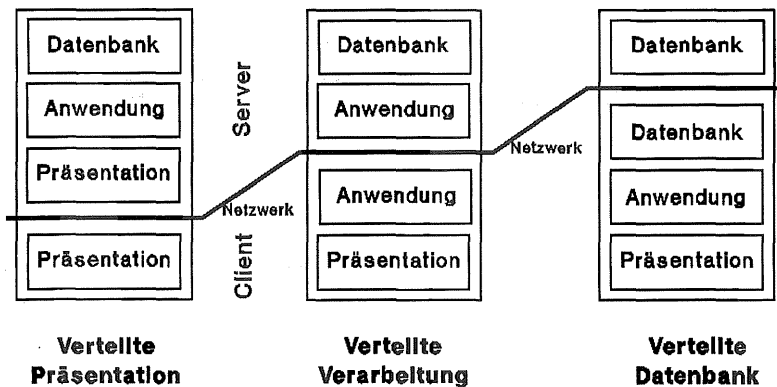 Datenbank
Anwendung
Präsentation
Präsentation
Verteilte
Präsentation
Server
Netzwerk
Client
Datenbank
Anwendung
Anwendung
Präsentation
Verteilte
Verarbeitung
Netzwerk
Datenbank
Datenbank
Anwendung
Präsentation
Verteilte
Datenbank